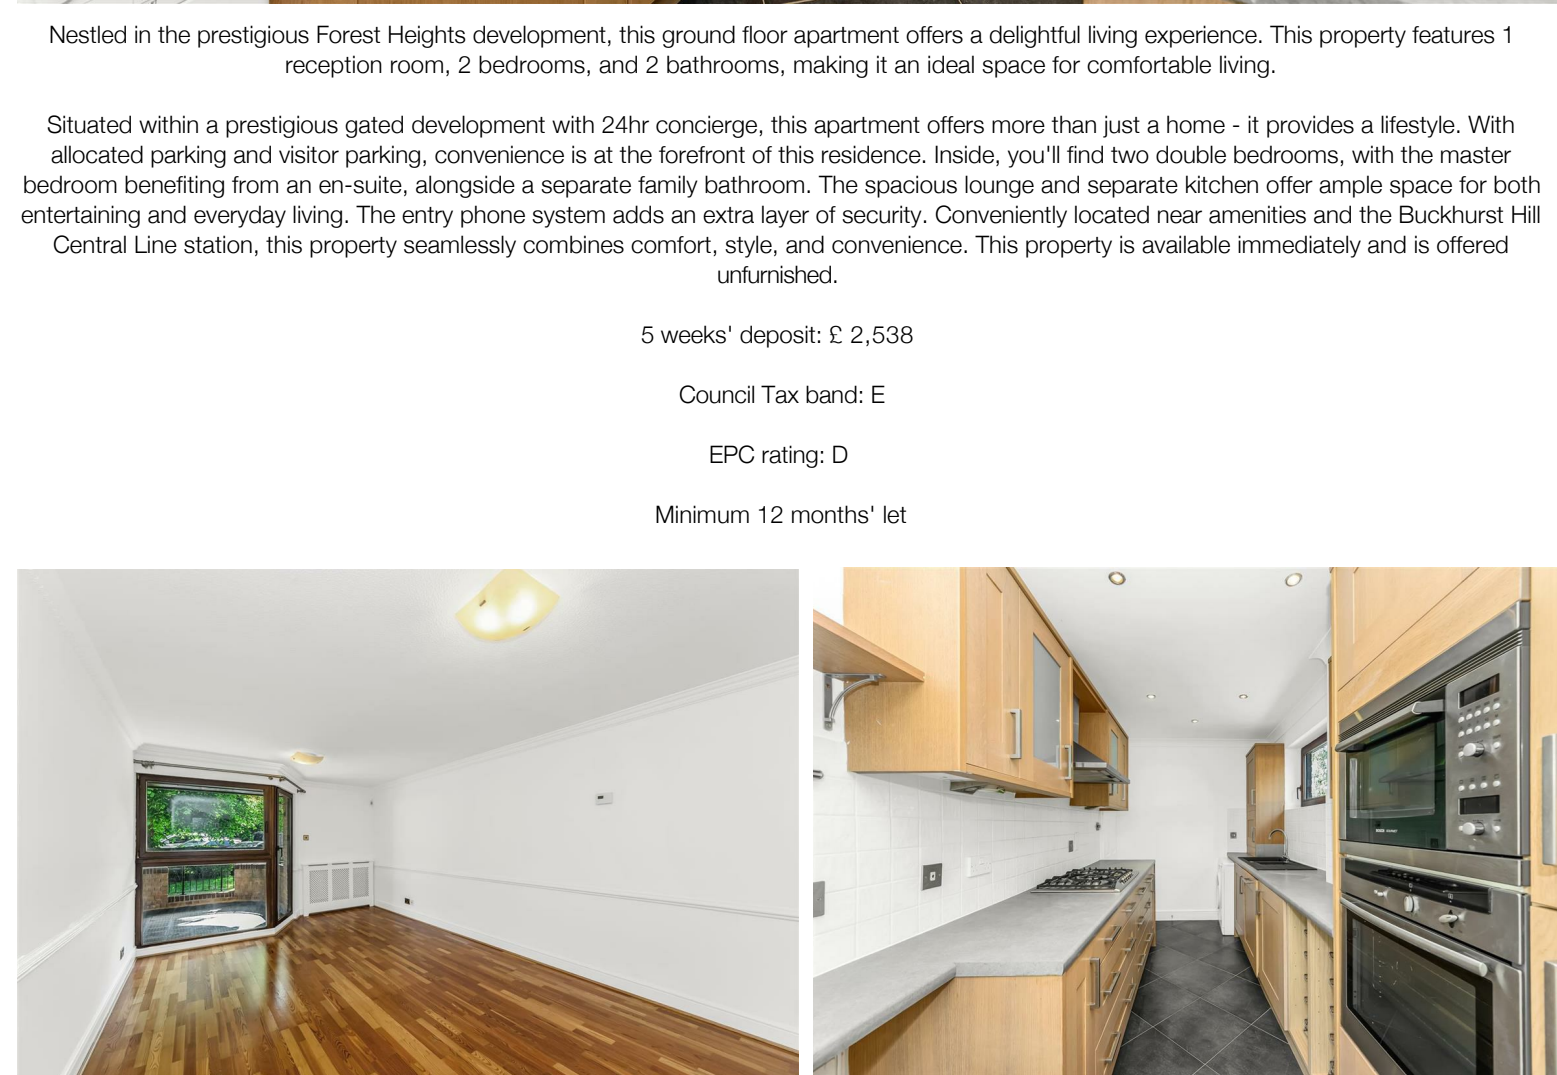 Nestled in the prestigious Forest Heights development, this ground floor apartment offers a delightful living experience. This property features 1
reception room, 2 bedrooms, and 2 bathrooms, making it an ideal space for comfortable living.
Situated within a prestigious gated development with 24hr concierge, this apartment offers more than just a home - it provides a lifestyle. With
allocated parking and visitor parking, convenience is at the forefront of this residence. Inside, you'll find two double bedrooms, with the master
bedroom benefiting from an en-suite, alongside a separate family bathroom. The spacious lounge and separate kitchen offer ample space for both
entertaining and everyday living. The entry phone system adds an extra layer of security. Conveniently located near amenities and the Buckhurst Hill
Central Line station, this property seamlessly combines comfort, style, and convenience. This property is available immediately and is offered
unfurnished.
5 weeks' deposit: £ 2,538
Council Tax band: E
EPC rating: D
Minimum 12 months' let